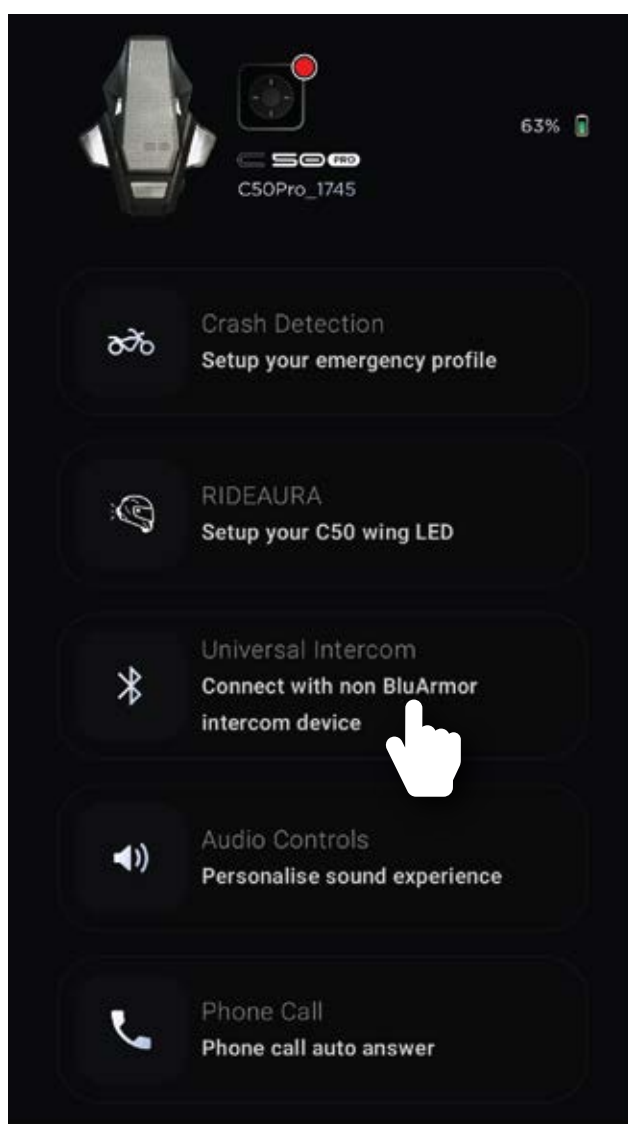 63%
C50 PRO
C50Pro_1745
Crash Detection
Setup your emergency profile
RIDEAURA
Setup your C50 wing LED
Universal Intercom
Connect with non BluArmor
intercom device
Audio Controls
Personalise sound experience
Phone Call
Phone call auto answer